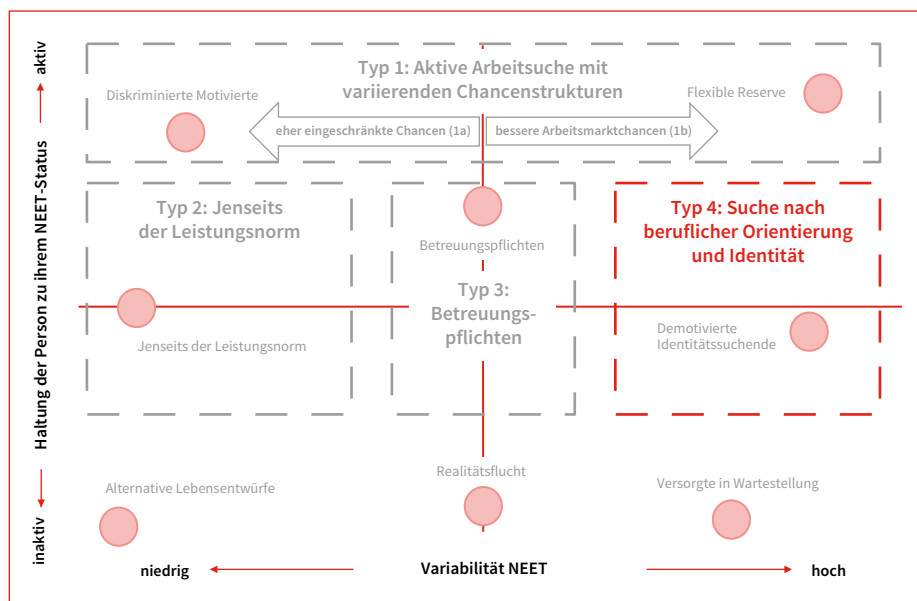 aktiv
Haltung der Person zu ihrem NEET-Status
inaktiv
Typ 1: Aktive Arbeitsuche mit
variierenden Chancenstrukturen
Diskriminierte Motivierte
Flexible Reserve
eher eingeschränkte Chancen (1a)
bessere Arbeitsmarktchancen (1b)
Typ 2: Jenseits
der Leistungsnorm
Jenseits der Leistungsnorm
Betreuungspflichten
Typ 3:
Betreuungs-
pflichten
Typ 4: Suche nach
beruflicher Orientierung
und Identität
Demotivierte
Identitätssuchende
Alternative Lebensentwürfe
Realitätsflucht
Versorgte in Wartestellung
niedrig
Variabilität NEET
hoch